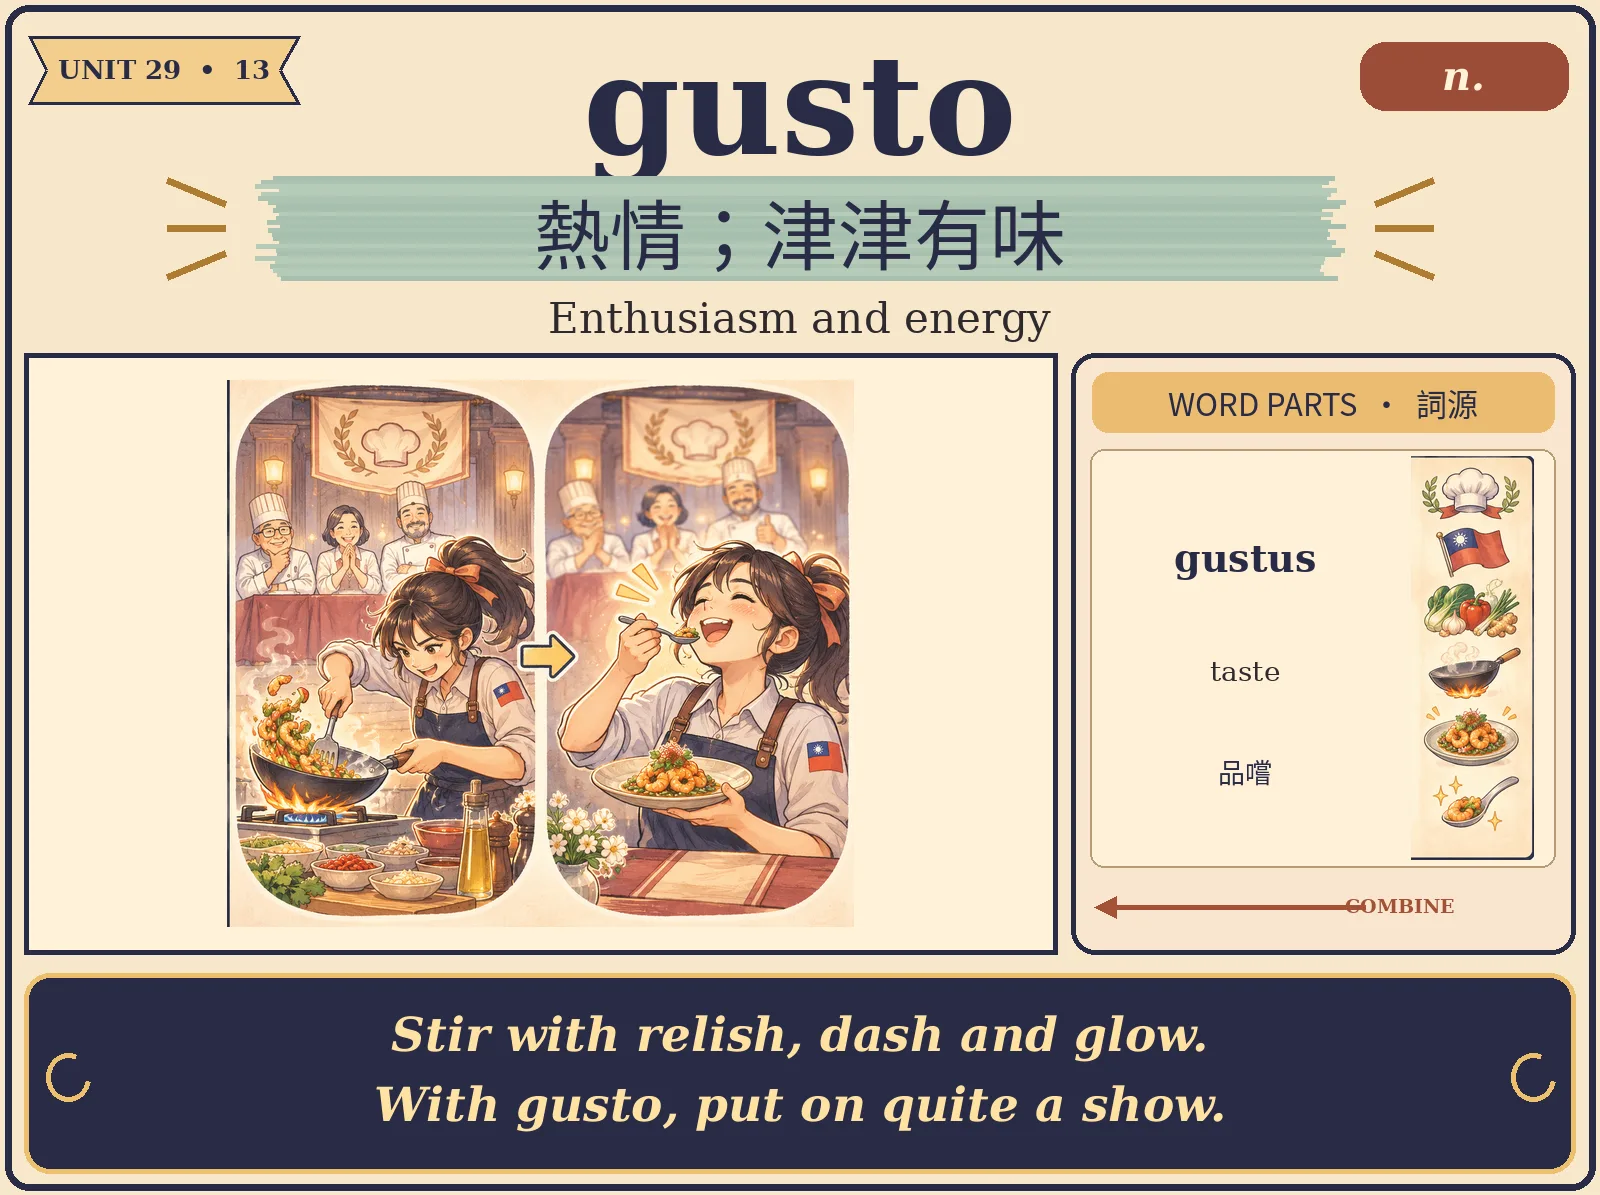 UNIT 29 • 13
gusto
n.
熱情；津津有味
Enthusiasm and energy
WORD PARTS • 詞源
gustus
taste
品嚐
COMBINE
Stir with relish, dash and glow.
With gusto, put on quite a show.